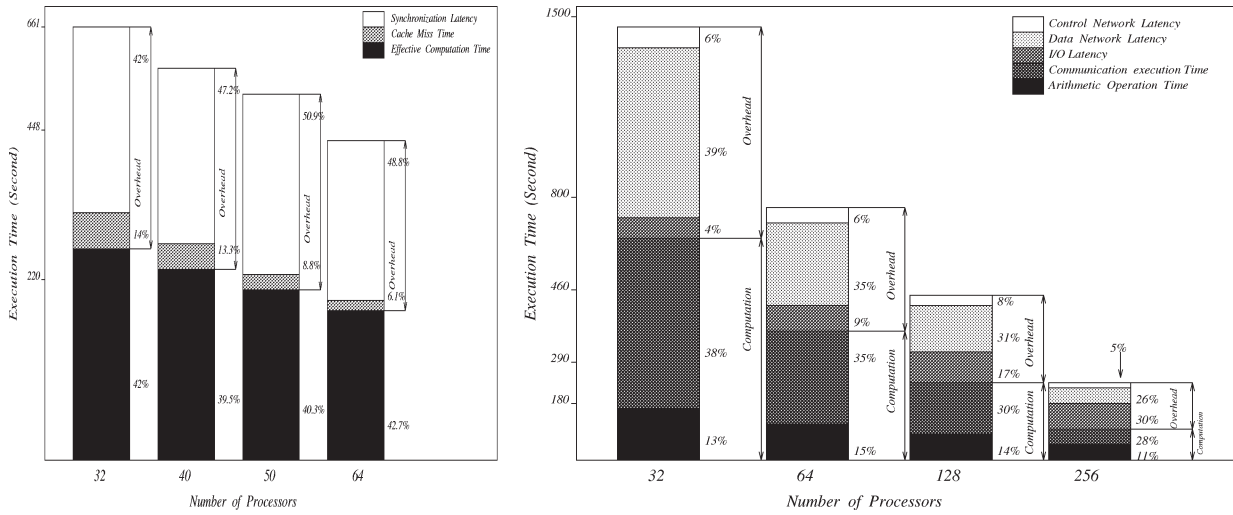 661
448
220
Execution Time (Second)
Synchronization Latency
Cache Miss Time
Effective Computation Time
42%
Overhead
14%
42%
47.2%
Overhead
13.3%
39.5%
50.9%
Overhead
8.8%
40.3%
48.8%
Overhead
6.1%
42.7%
32
40
50
64
Number of Processors
1500
800
460
290
180
Execution Time (Second)
Control Network Latency
Data Network Latency
I/O Latency
Communication execution Time
Arithmetic Operation Time
6%
Overhead
39%
4%
Computation
38%
13%
6%
Overhead
35%
9%
35%
Computation
15%
8%
Overhead
31%
17%
Computation
30%
14%
5%
26%
Overhead
30%
Computation
28%
11%
32
64
128
256
Number of Processors